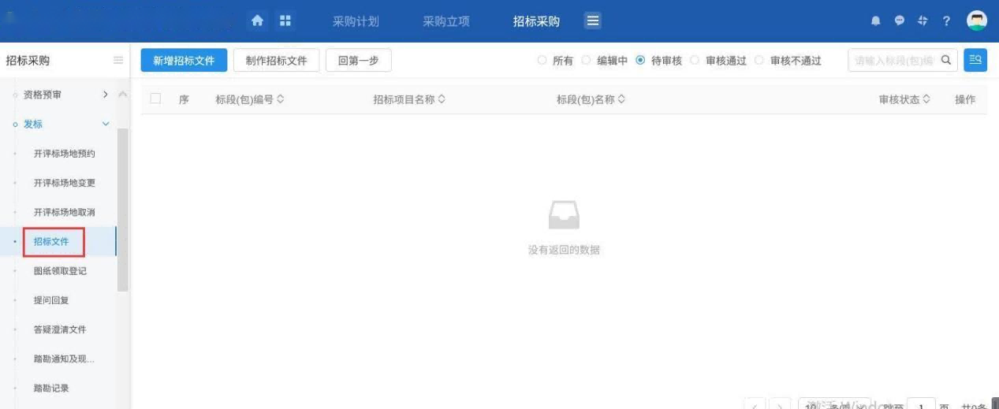 采购计划 采购立项 招标采购
招标采购
新增招标文件 制作招标文件 回第一步 所有 编辑中 待审核 审核通过 审核不通过 请输入标段(包)编
资格预审
序 标段(包)编号 招标项目名称 标段(包)名称 审核状态 操作
发标
开评标场地预约
开评标场地变更
开评标场地取消
招标文件
没有返回的数据
图纸领取登记
提问回复
答疑澄清文件
踏勘通知及现...
踏勘记录
10 条/页 跳至 1 页 共0条
激活 Windo